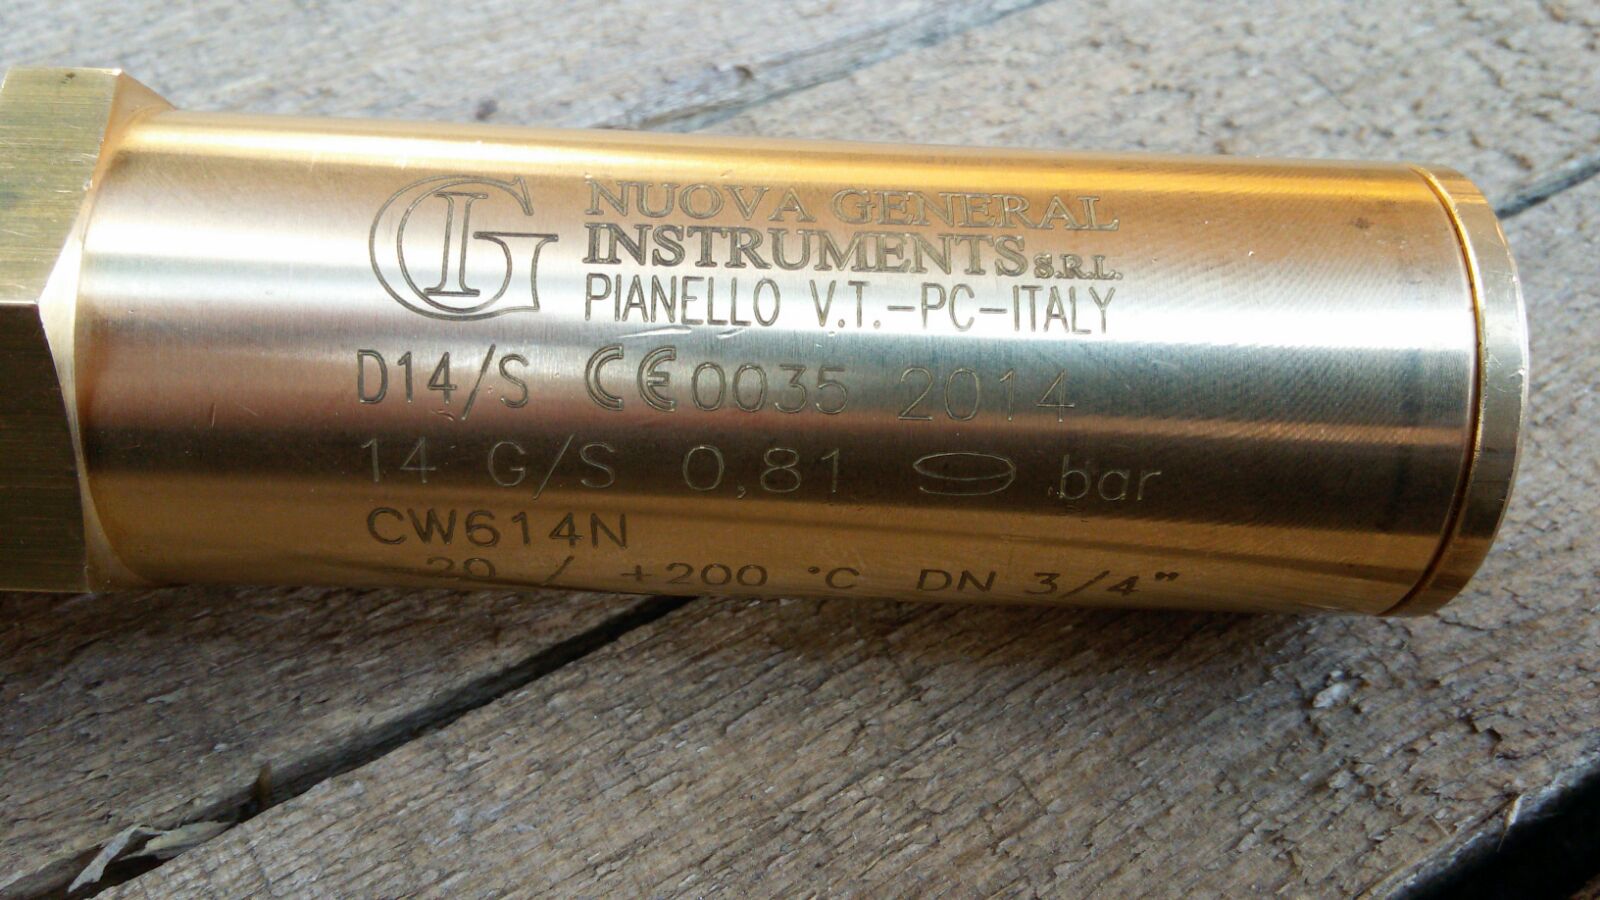 GI NUOVA GENERAL
INSTRUMENTS S.R.L.
PIANELLO V.T.-PC-ITALY
D14/S CE0035 2014
14 G/S 0,81 bar
CW614N
-20 / +200 °C DN 3/4"